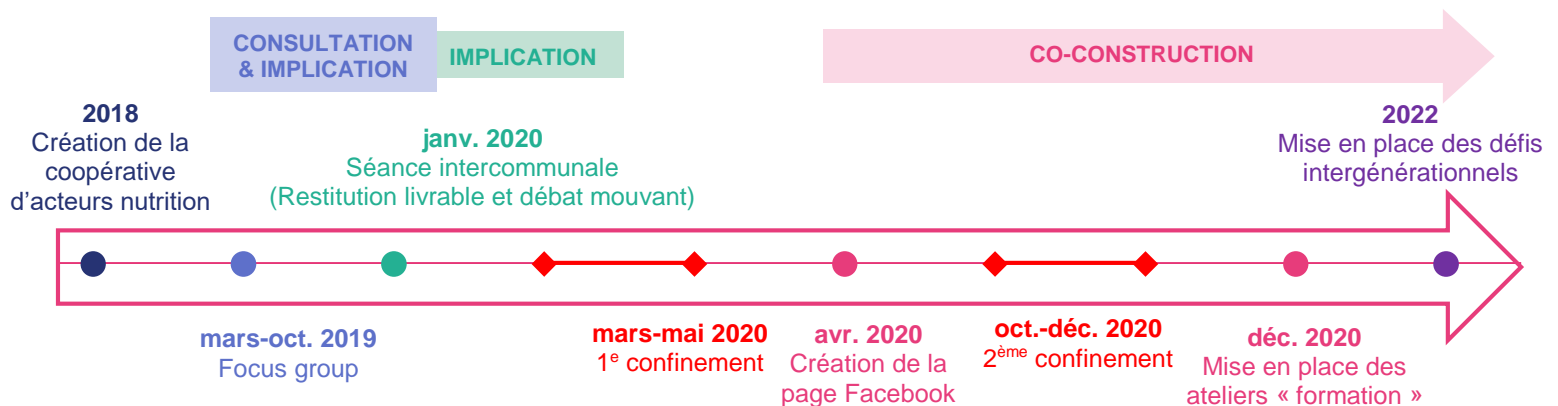 CONSULTATION
& IMPLICATION
IMPLICATION
CO-CONSTRUCTION
2018
Création de la
coopérative
d'acteurs nutrition
janv. 2020
Séance intercommunale
(Restitution livrable et débat mouvant)
2022
Mise en place des défis
intergénérationnels
mars-oct. 2019
Focus group
mars-mai 2020
1e confinement
avr. 2020
Création de la
page Facebook
oct.-déc. 2020
2ème confinement
déc. 2020
Mise en place des
ateliers « formation »